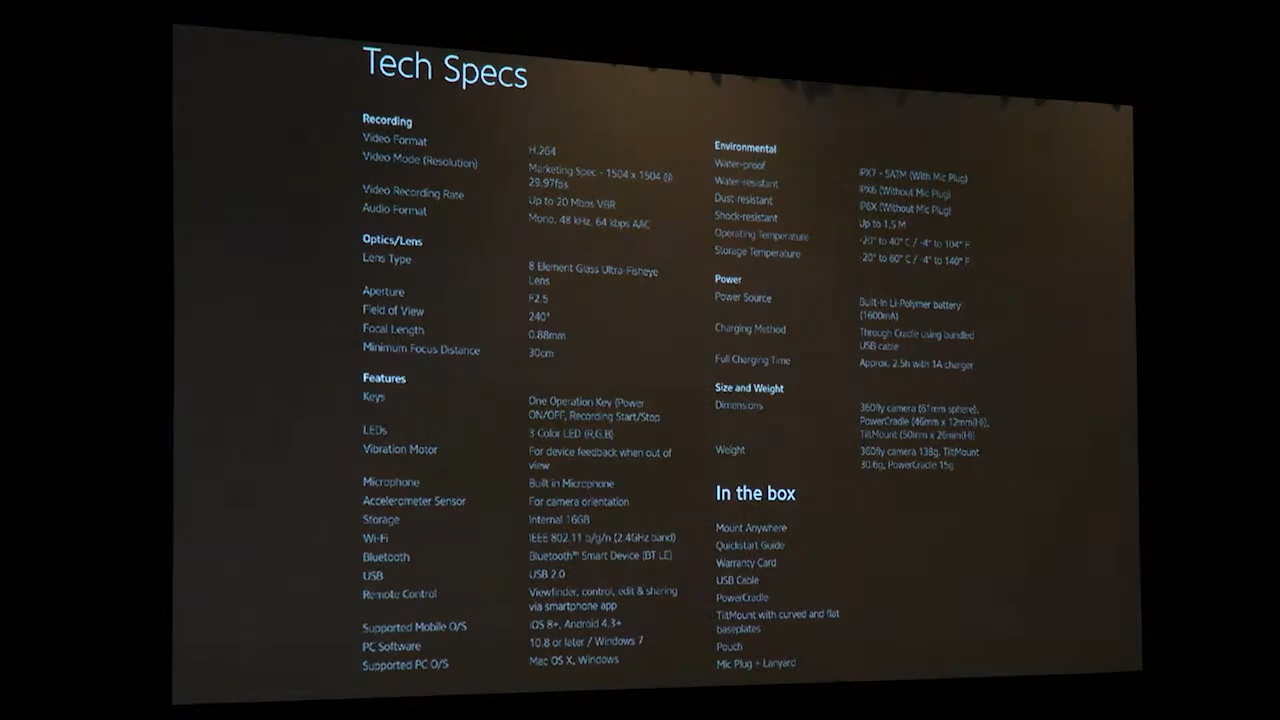 Tech Specs
Recording
Video Format
H.264
Video Mode (Resolution)
Marketing Spec - 1504 x 1504 @
29.97fps
Video Recording Rate
Up to 20 Mbps VBR
Audio Format
Mono, 48 kHz, 64 kbps AAC
Optics/Lens
Lens Type
8 Element Glass Ultra-Fisheye
Lens
Aperture
F2.5
Field of View
240°
Focal Length
0.88mm
Minimum Focus Distance
30cm
Features
Keys
One Operation Key (Power
ON/OFF, Recording Start/Stop
LEDs
3 Color LED (R,G,B)
Vibration Motor
For device feedback when out of
view
Microphone
Built in Microphone
Accelerometer Sensor
For camera orientation
Storage
Internal 16GB
Wi-Fi
IEEE 802.11 b/g/n (2.4GHz band)
Bluetooth
Bluetooth™ Smart Device (BT LE)
USB
USB 2.0
Remote Control
Viewfinder, control, edit & sharing
via smartphone app
Supported Mobile O/S
iOS 8+, Android 4.3+
PC Software
10.8 or later / Windows 7
Supported PC O/S
Mac OS X, Windows
Environmental
Water-proof
IPX7 - 5ATM (With Mic Plug)
Water-resistant
IPX6 (Without Mic Plug)
Dust-resistant
IP6X (Without Mic Plug)
Shock-resistant
Up to 1.5 M
Operating Temperature
-20° to 40° C / -4° to 104° F
Storage Temperature
-20° to 60° C / -4° to 140° F
Power
Power Source
Built-In Li-Polymer battery
(1600mA)
Charging Method
Through Cradle using bundled
USB cable
Full Charging Time
Approx. 2.5h with 1A charger
Size and Weight
Dimensions
360fly camera (61mm sphere),
PowerCradle (46mm x 12mm(H)),
TiltMount (50mm x 26mm(H))
Weight
360fly camera 138g, TiltMount
30.6g, PowerCradle 15g
In the box
Mount Anywhere
Quickstart Guide
Warranty Card
USB Cable
PowerCradle
TiltMount with curved and flat
baseplates
Pouch
Mic Plug + Lanyard